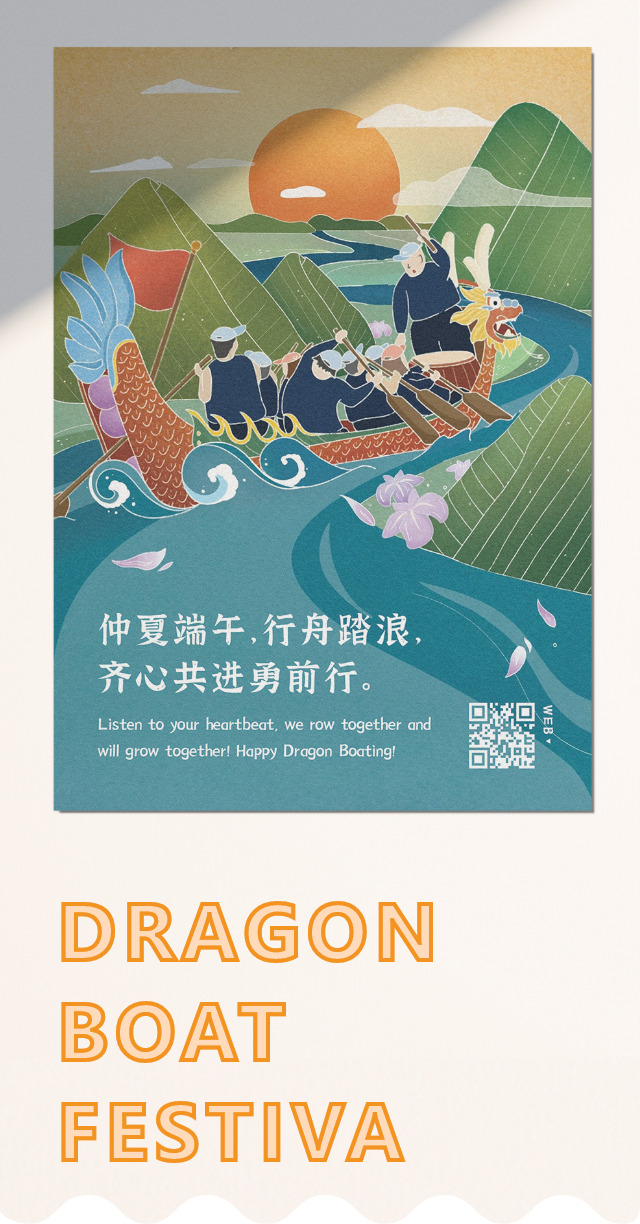 仲夏端午,行舟踏浪,
齐心共进勇前行。
Listen to your heartbeat, we row together and
will grow together! Happy Dragon Boating!
WEB
DRAGON
BOAT
FESTIVA